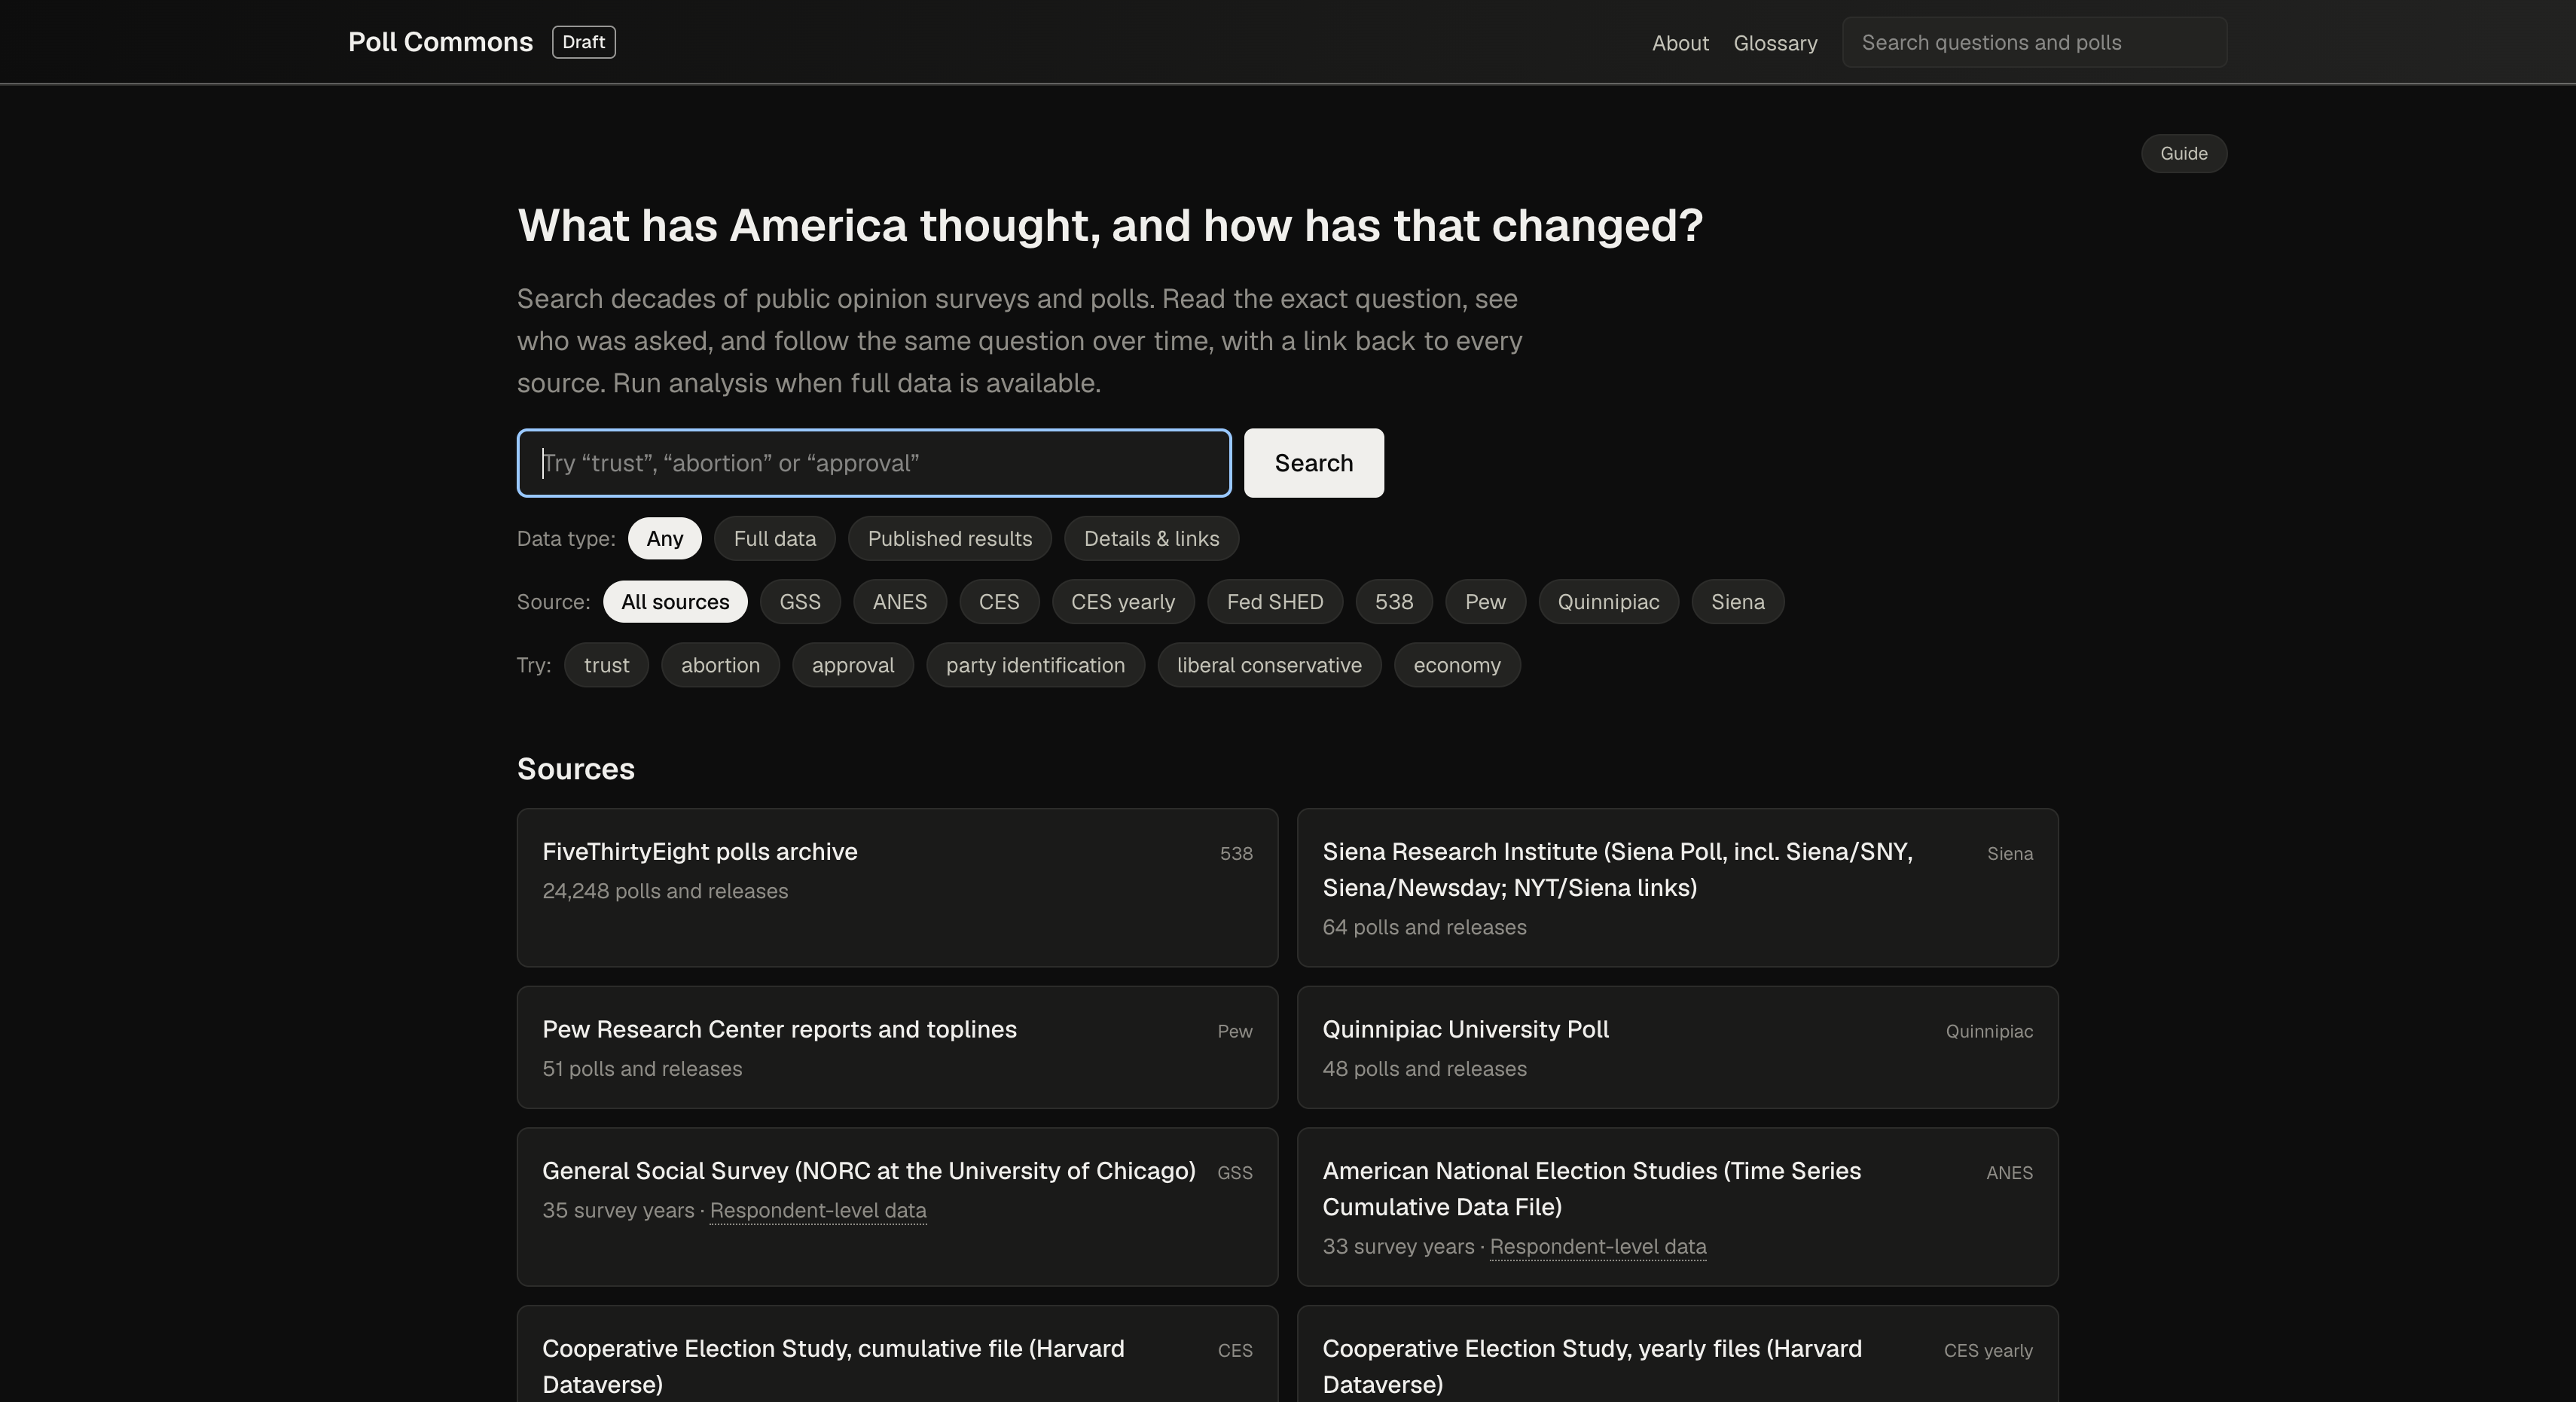 Poll Commons Draft About Glossary Search questions and polls
Guide
What has America thought, and how has that changed?
Search decades of public opinion surveys and polls. Read the exact question, see
who was asked, and follow the same question over time, with a link back to every
source. Run analysis when full data is available.
Try “trust”, “abortion” or “approval” Search
Data type: Any Full data Published results Details & links
Source: All sources GSS ANES CES CES yearly Fed SHED 538 Pew Quinnipiac Siena
Try: trust abortion approval party identification liberal conservative economy
Sources
FiveThirtyEight polls archive 538
24,248 polls and releases
Siena Research Institute (Siena Poll, incl. Siena/SNY, Siena
Siena/Newsday; NYT/Siena links)
64 polls and releases
Pew Research Center reports and toplines Pew
51 polls and releases
Quinnipiac University Poll Quinnipiac
48 polls and releases
General Social Survey (NORC at the University of Chicago) GSS
35 survey years · Respondent-level data
American National Election Studies (Time Series ANES
Cumulative Data File)
33 survey years · Respondent-level data
Cooperative Election Study, cumulative file (Harvard CES
Dataverse)
Cooperative Election Study, yearly files (Harvard CES yearly
Dataverse)